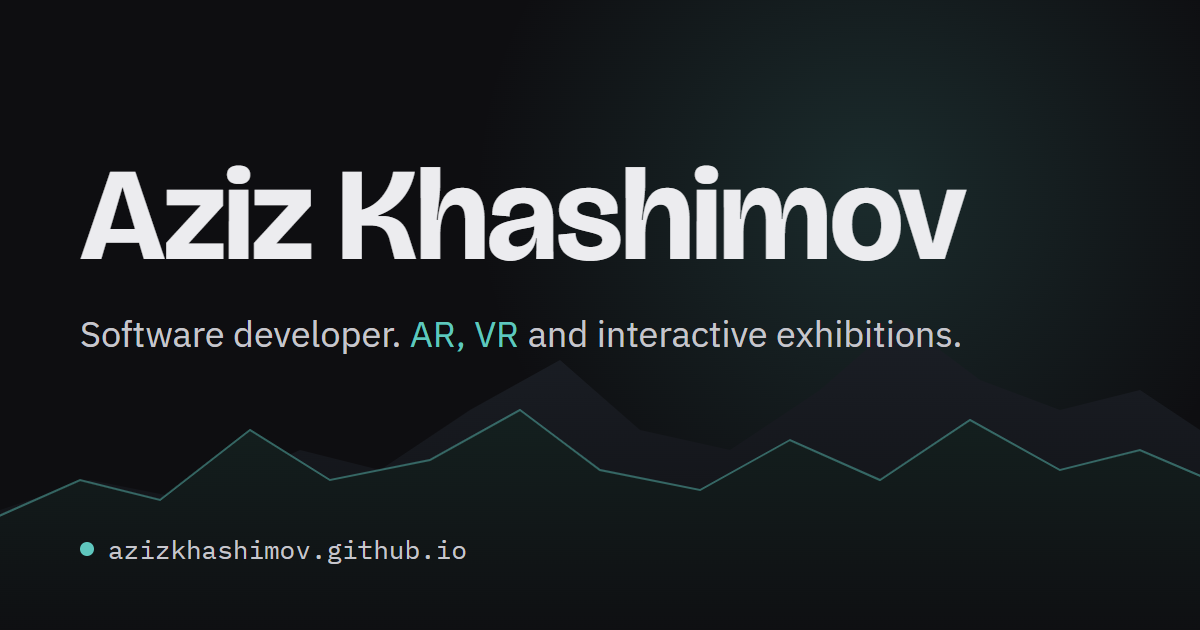 Aziz Khashimov
Software developer. AR, VR and interactive exhibitions.
azizkhashimov.github.io